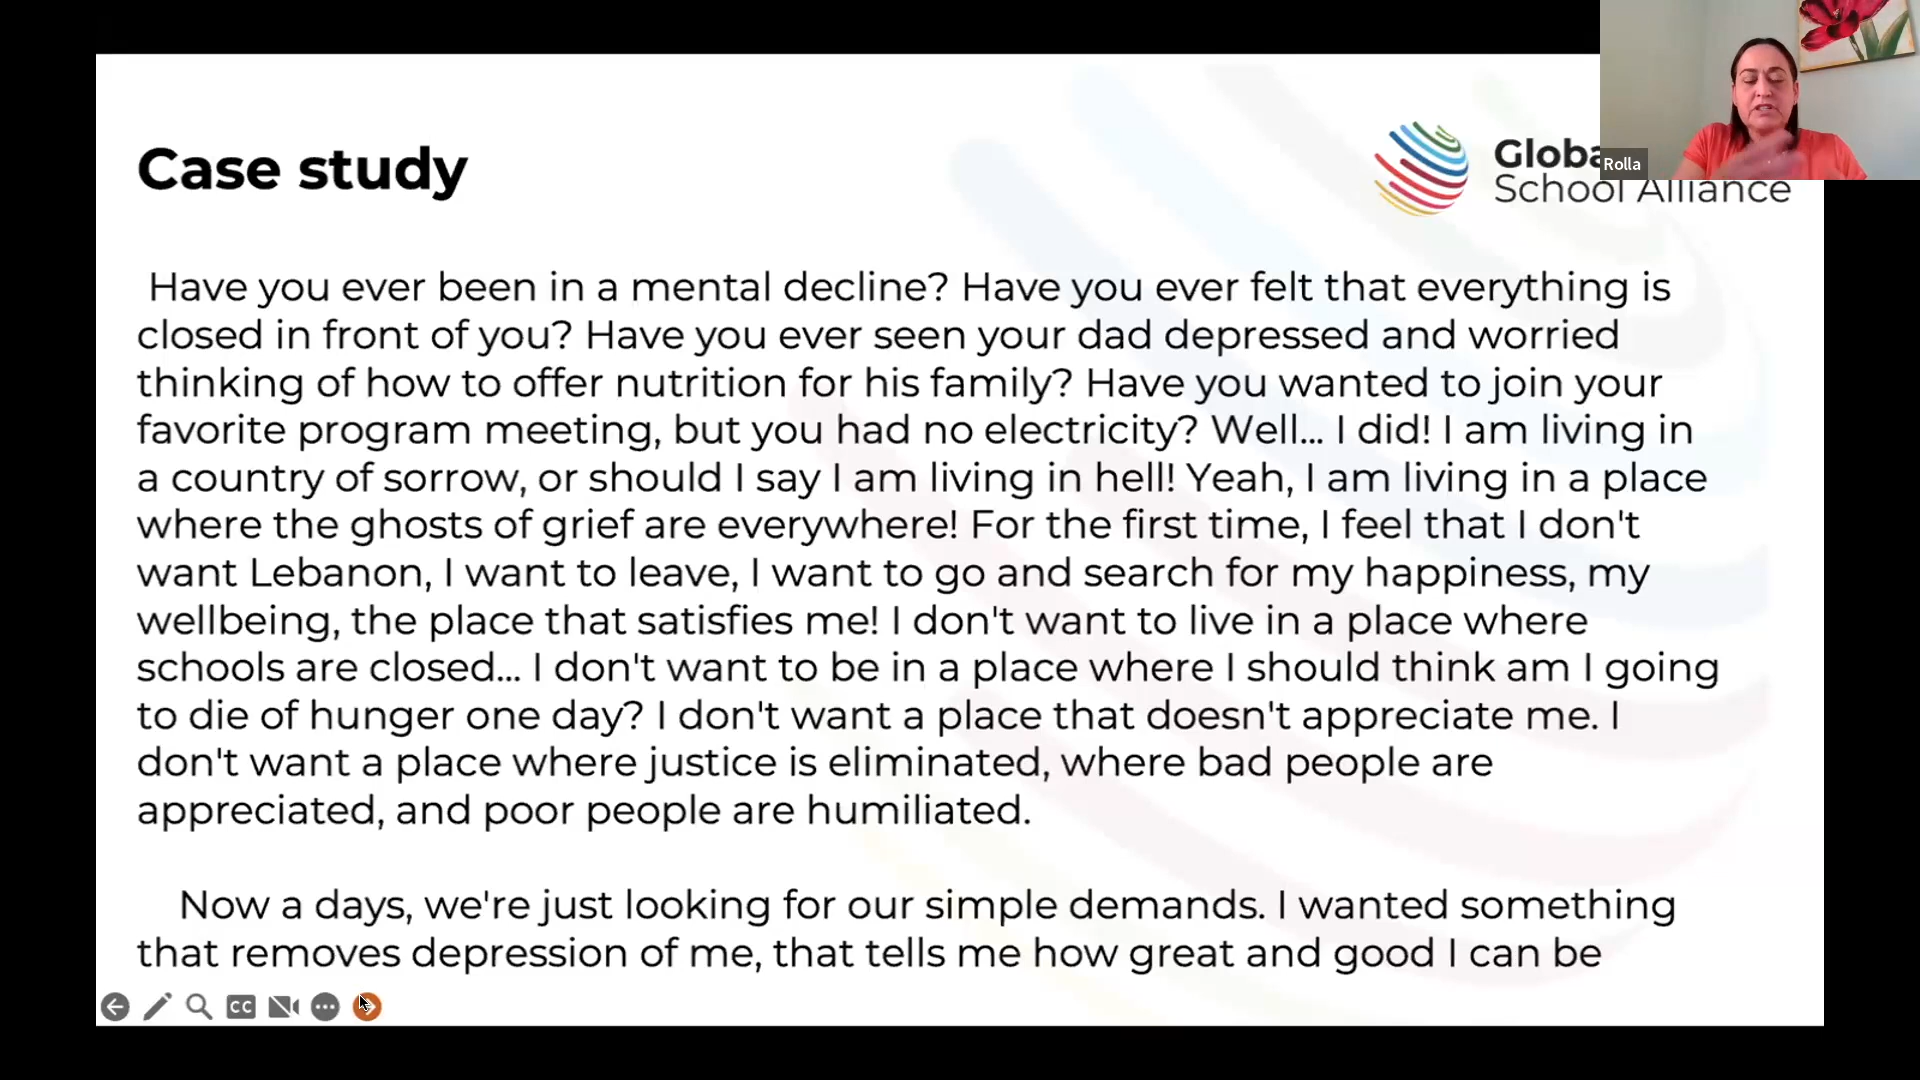 Case study
Globa
School Alliance
Rolla
Have you ever been in a mental decline? Have you ever felt that everything is
closed in front of you? Have you ever seen your dad depressed and worried
thinking of how to offer nutrition for his family? Have you wanted to join your
favorite program meeting, but you had no electricity? Well... I did! I am living in
a country of sorrow, or should I say I am living in hell! Yeah, I am living in a place
where the ghosts of grief are everywhere! For the first time, I feel that I don't
want Lebanon, I want to leave, I want to go and search for my happiness, my
wellbeing, the place that satisfies me! I don't want to live in a place where
schools are closed... I don't want to be in a place where I should think am I going
to die of hunger one day? I don't want a place that doesn't appreciate me. I
don't want a place where justice is eliminated, where bad people are
appreciated, and poor people are humiliated.
Now a days, we're just looking for our simple demands. I wanted something
that removes depression of me, that tells me how great and good I can be
CC